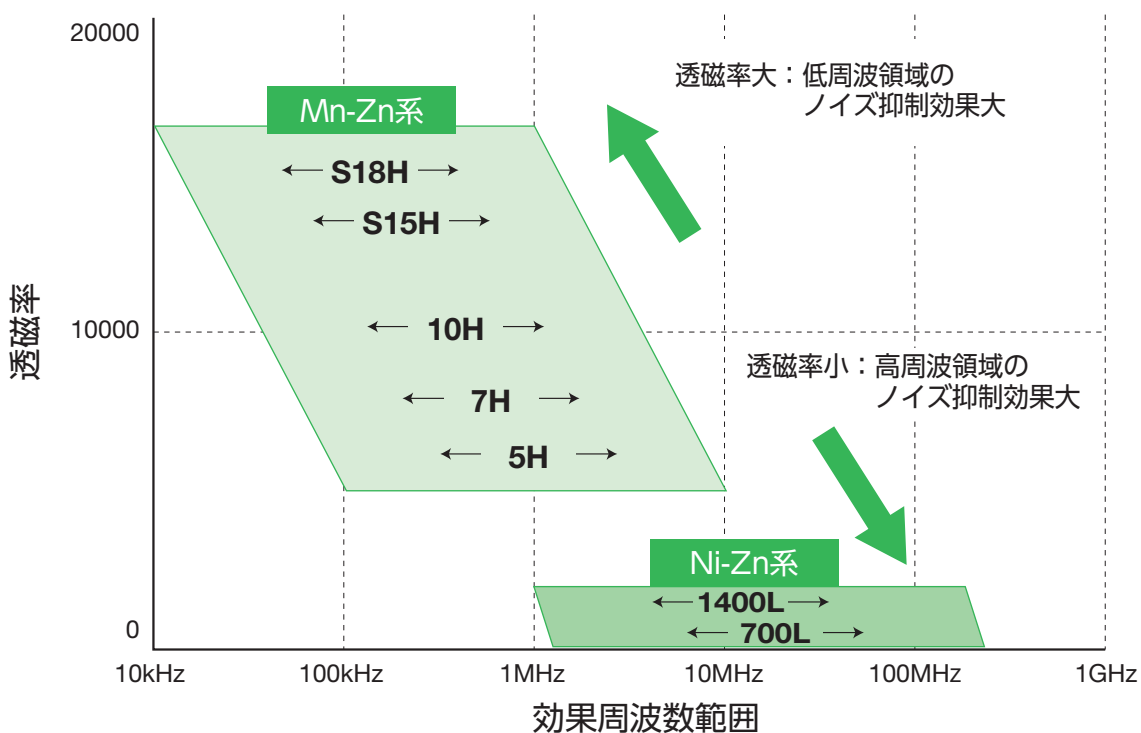 20000
透磁率大：低周波領域の
ノイズ抑制効果大
Mn-Zn系
S18H
S15H
透磁率
10000
10H
透磁率小：高周波領域の
ノイズ抑制効果大
7H
5H
Ni-Zn系
1400L
700L
0
10kHz 100kHz 1MHz 10MHz 100MHz 1GHz
効果周波数範囲